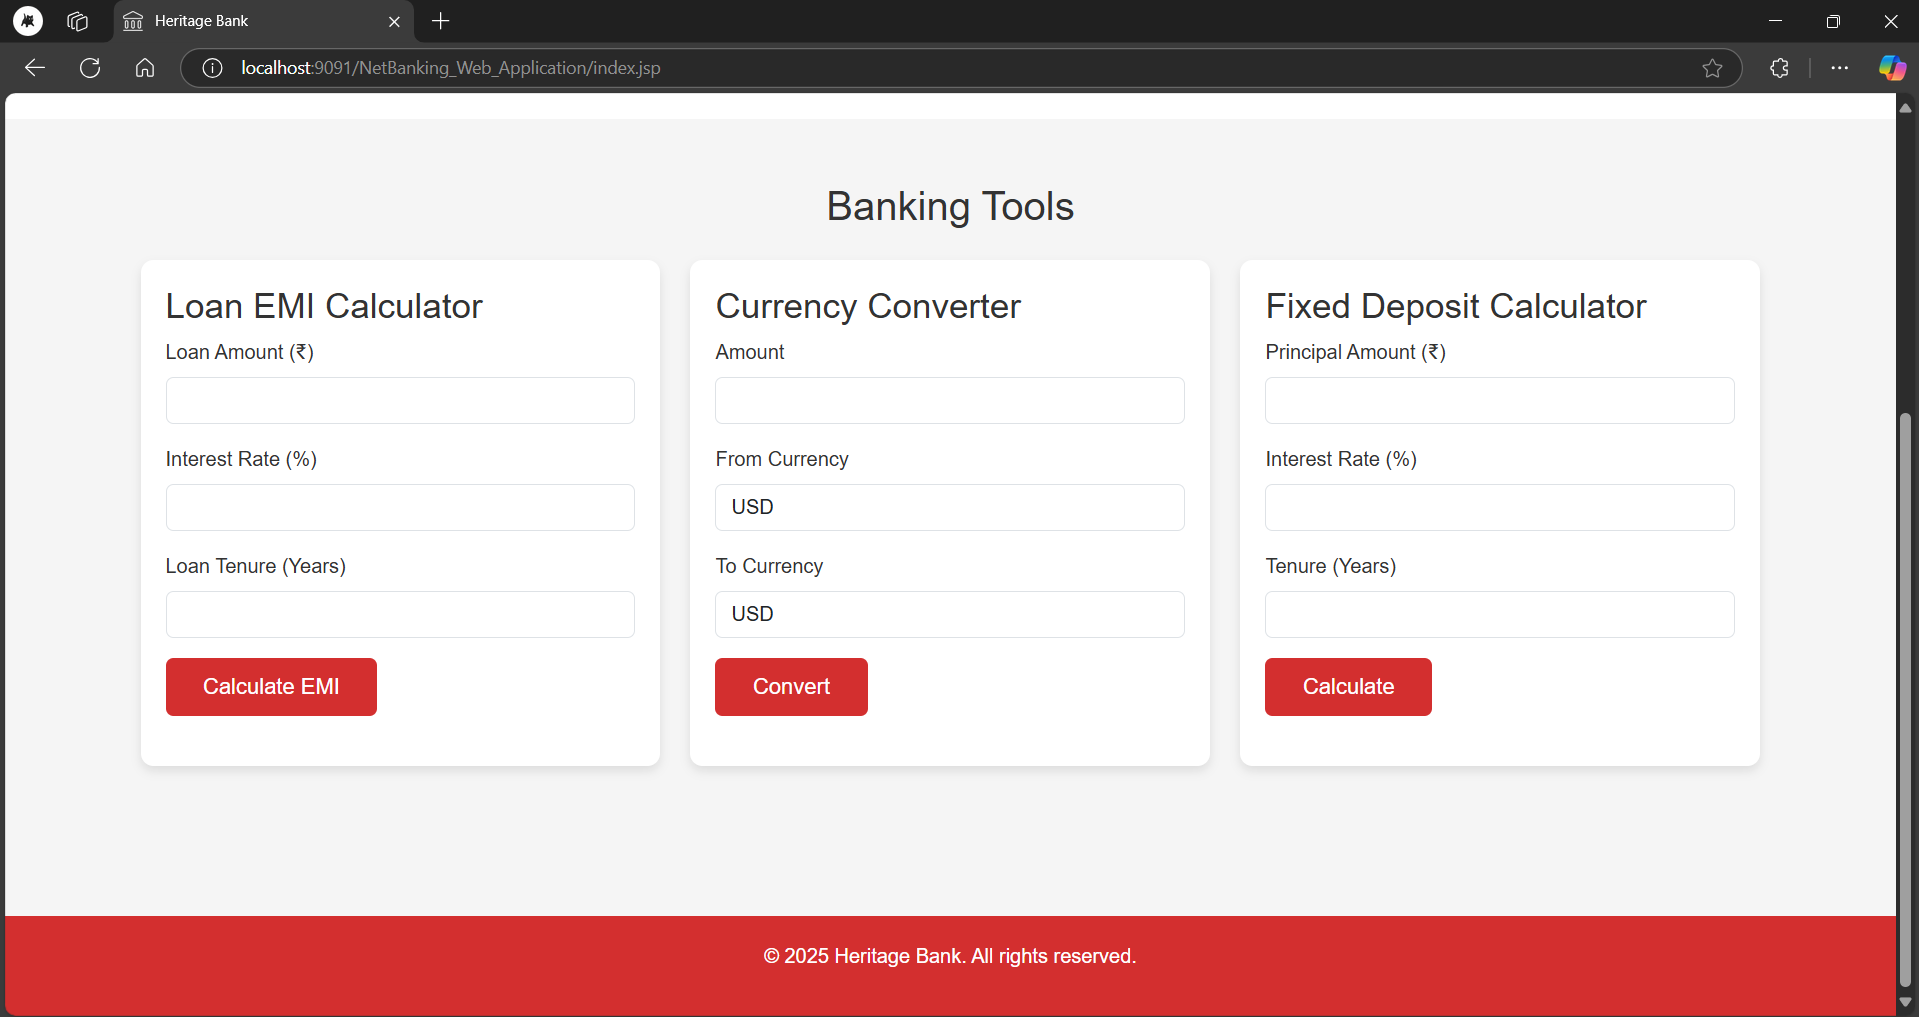 Heritage Bank
localhost:9091/NetBanking_Web_Application/index.jsp
Banking Tools
Loan EMI Calculator
Loan Amount (₹)
Interest Rate (%)
Loan Tenure (Years)
Calculate EMI
Currency Converter
Amount
From Currency
USD
To Currency
USD
Convert
Fixed Deposit Calculator
Principal Amount (₹)
Interest Rate (%)
Tenure (Years)
Calculate
© 2025 Heritage Bank. All rights reserved.